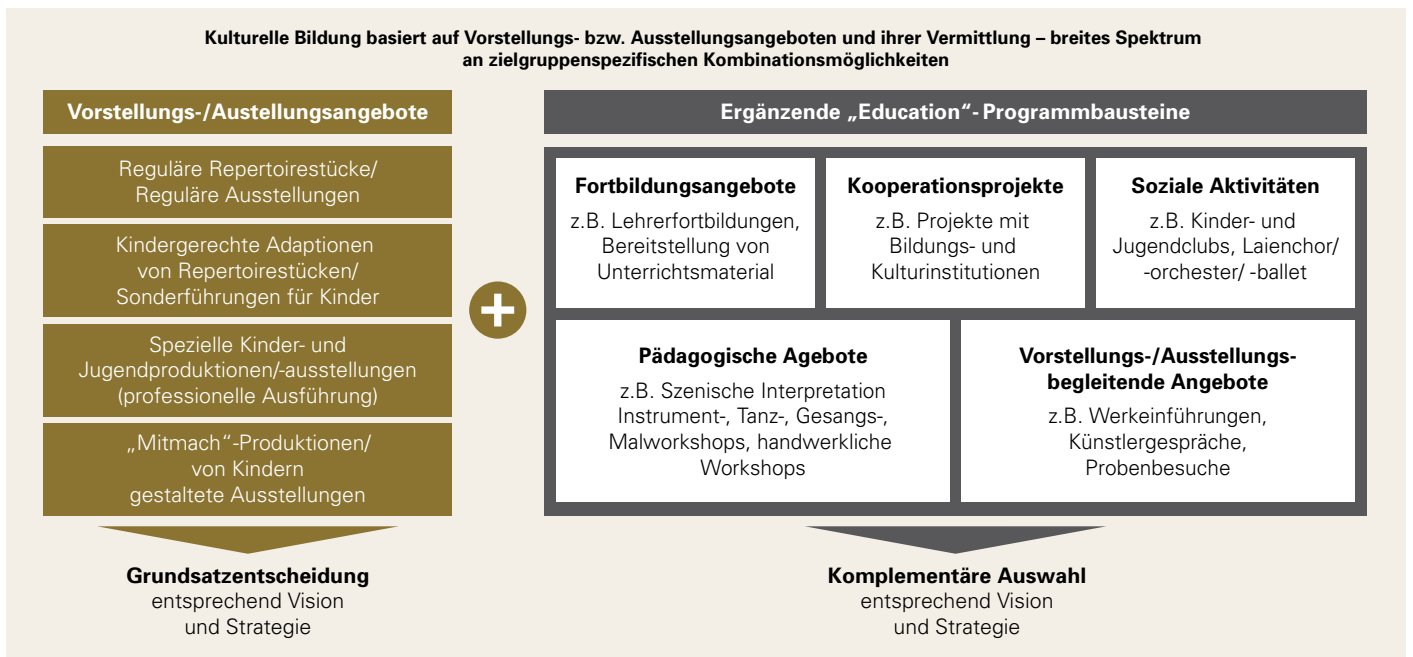 Kulturelle Bildung basiert auf Vorstellungs- bzw. Ausstellungsangeboten und ihrer Vermittlung – breites Spektrum
an zielgruppenspezifischen Kombinationsmöglichkeiten
Vorstellungs-/Austellungsangebote
Reguläre Repertoirestücke/
Reguläre Ausstellungen
Kindergerechte Adaptionen
von Repertoirestücken/
Sonderführungen für Kinder
Spezielle Kinder- und
Jugendproduktionen/-ausstellungen
(professionelle Ausführung)
„Mitmach“-Produktionen/
von Kindern
gestaltete Ausstellungen
Grundsatzentscheidung
entsprechend Vision
und Strategie
+
Ergänzende „Education“- Programmbausteine
Fortbildungsangebote
z.B. Lehrerfortbildungen,
Bereitstellung von
Unterrichtsmaterial
Kooperationsprojekte
z.B. Projekte mit
Bildungs- und
Kulturinstitutionen
Soziale Aktivitäten
z.B. Kinder- und
Jugendclubs, Laienchor/
-orchester/ -ballet
Pädagogische Agebote
z.B. Szenische Interpretation
Instrument-, Tanz-, Gesangs-,
Malworkshops, handwerkliche
Workshops
Vorstellungs-/Ausstellungs-
begleitende Angebote
z.B. Werkeinführungen,
Künstlergespräche,
Probenbesuche
Komplementäre Auswahl
entsprechend Vision
und Strategie